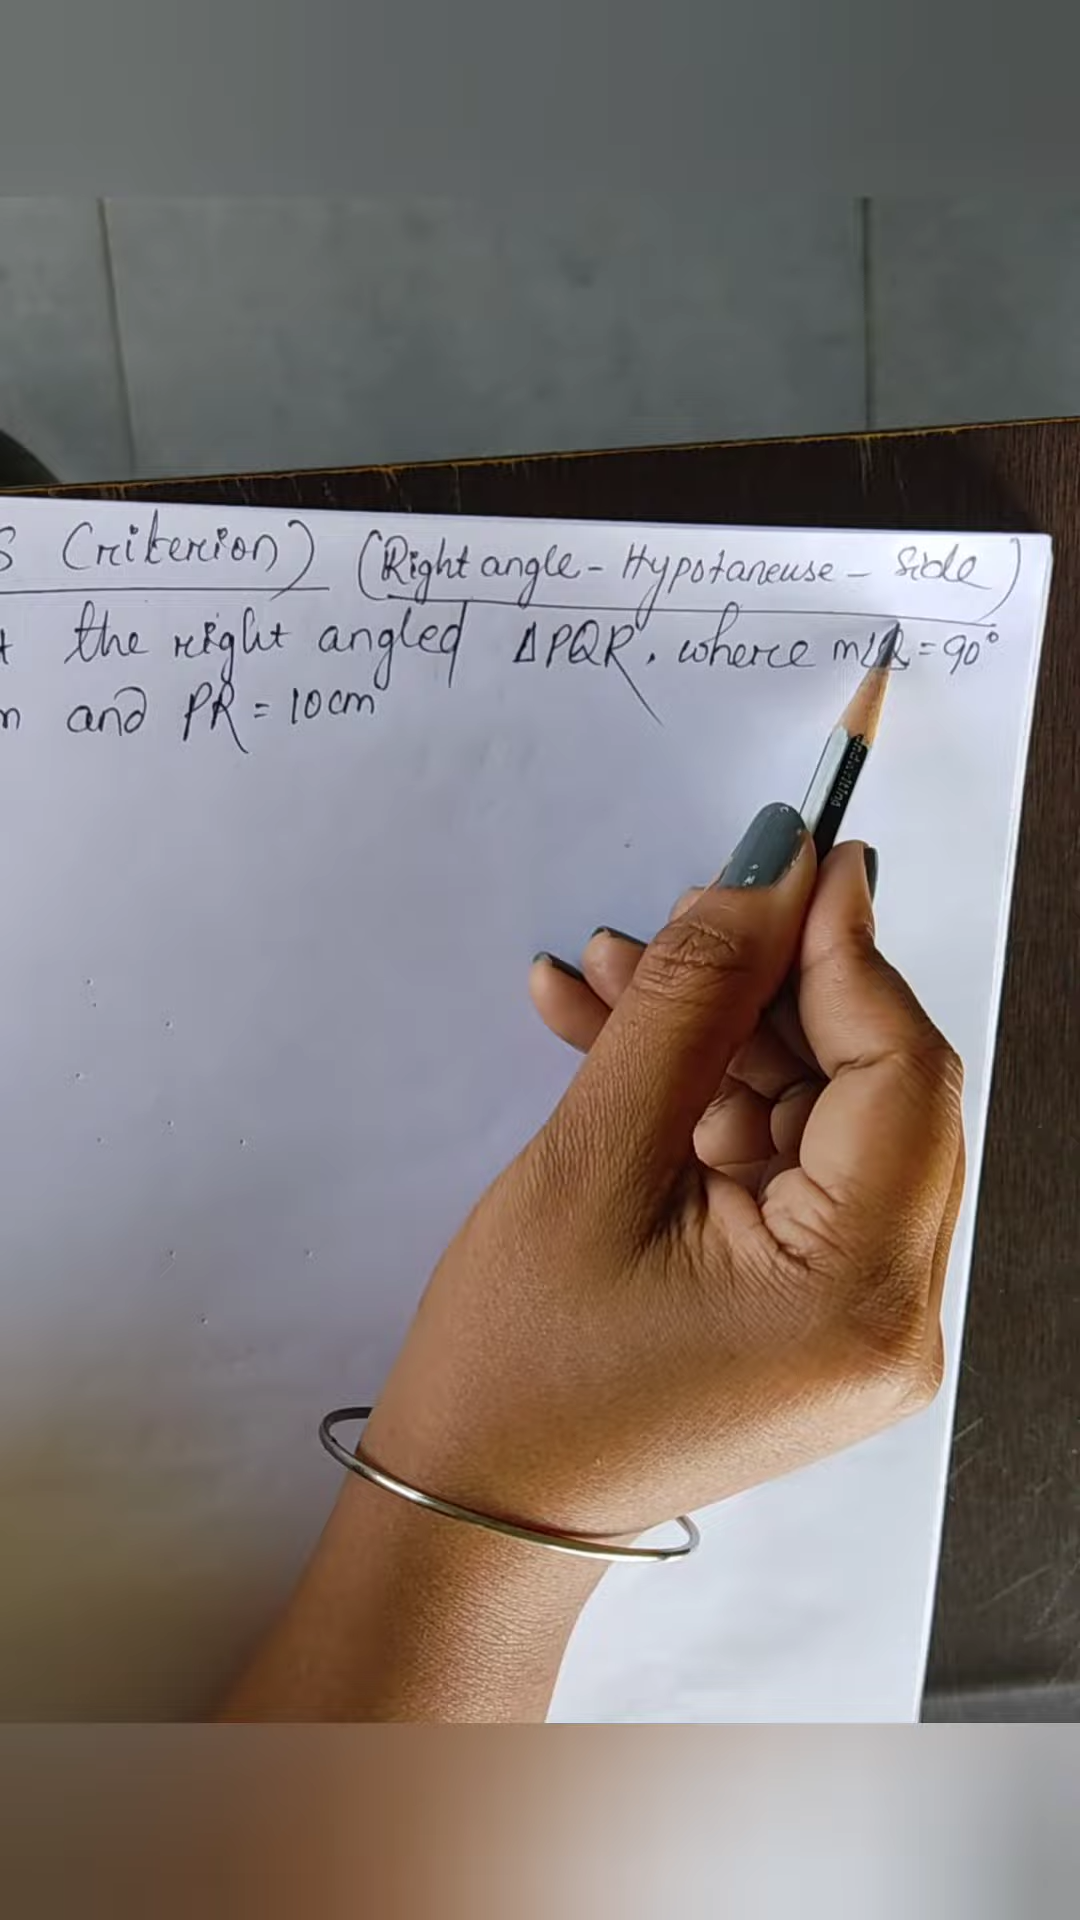 S Criterion) (Right angle - Hypotaneuse - Side)
the right angled ΔPQR, where m∠Q = 90°
m and PR = 10cm